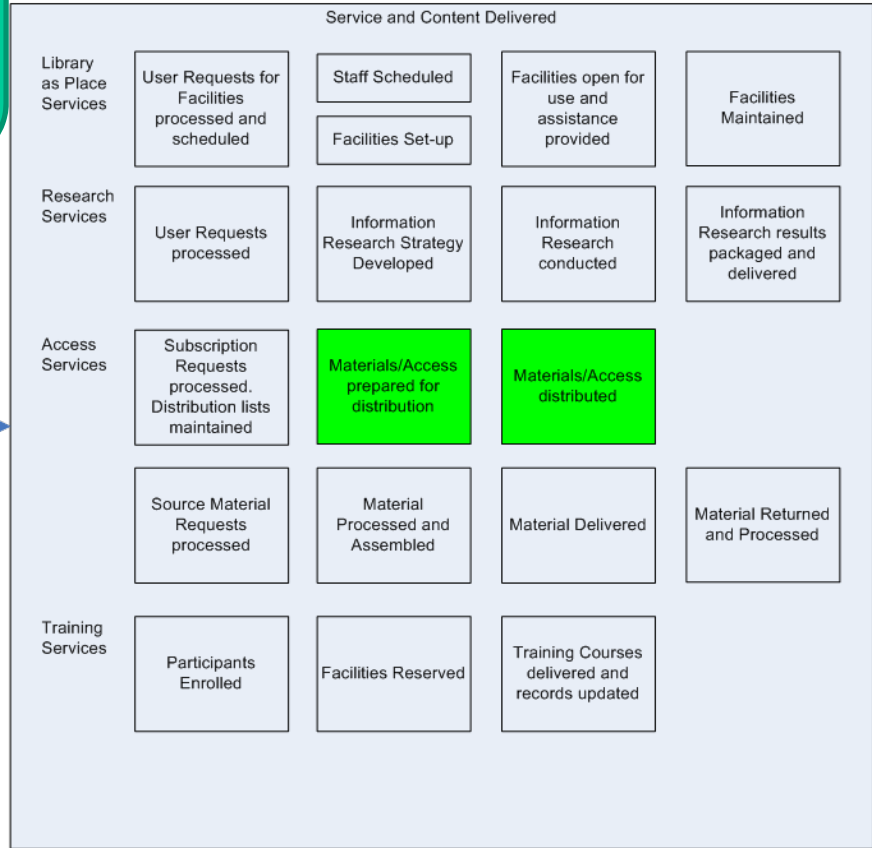 Service and Content Delivered
Library
as Place
Services
User Requests for
Facilities
processed and
scheduled
Staff Scheduled
Facilities Set-up
Facilities open for
use and
assistance
provided
Facilities
Maintained
Research
Services
User Requests
processed
Information
Research Strategy
Developed
Information
Research
conducted
Information
Research results
packaged and
delivered
Access
Services
Subscription
Requests
processed.
Distribution lists
maintained
Materials/Access
prepared for
distribution
Materials/Access
distributed
Source Material
Requests
processed
Material
Processed and
Assembled
Material Delivered
Material Returned
and Processed
Training
Services
Participants
Enrolled
Facilities Reserved
Training Courses
delivered and
records updated